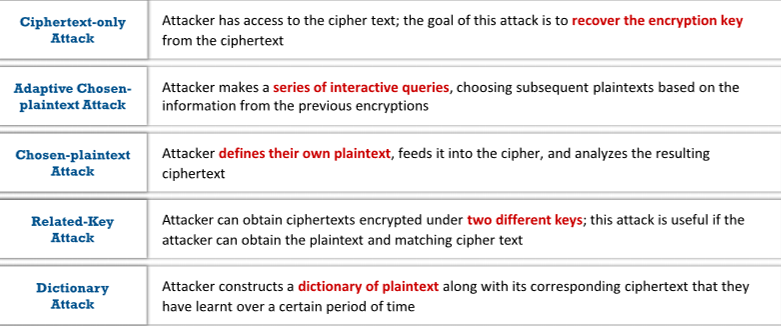 Ciphertext-only
Attack
Attacker has access to the cipher text; the goal of this attack is to recover the encryption key
from the ciphertext
Adaptive Chosen-
plaintext Attack
Attacker makes a series of interactive queries, choosing subsequent plaintexts based on the
information from the previous encryptions
Chosen-plaintext
Attack
Attacker defines their own plaintext, feeds it into the cipher, and analyzes the resulting
ciphertext
Related-Key
Attack
Attacker can obtain ciphertexts encrypted under two different keys; this attack is useful if the
attacker can obtain the plaintext and matching cipher text
Dictionary
Attack
Attacker constructs a dictionary of plaintext along with its corresponding ciphertext that they
have learnt over a certain period of time